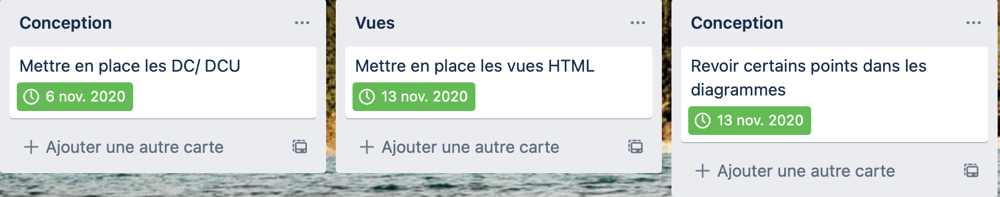 Conception
Mettre en place les DC/ DCU
6 nov. 2020
Ajouter une autre carte
Vues
Mettre en place les vues HTML
13 nov. 2020
Ajouter une autre carte
Conception
Revoir certains points dans les
diagrammes
13 nov. 2020
Ajouter une autre carte